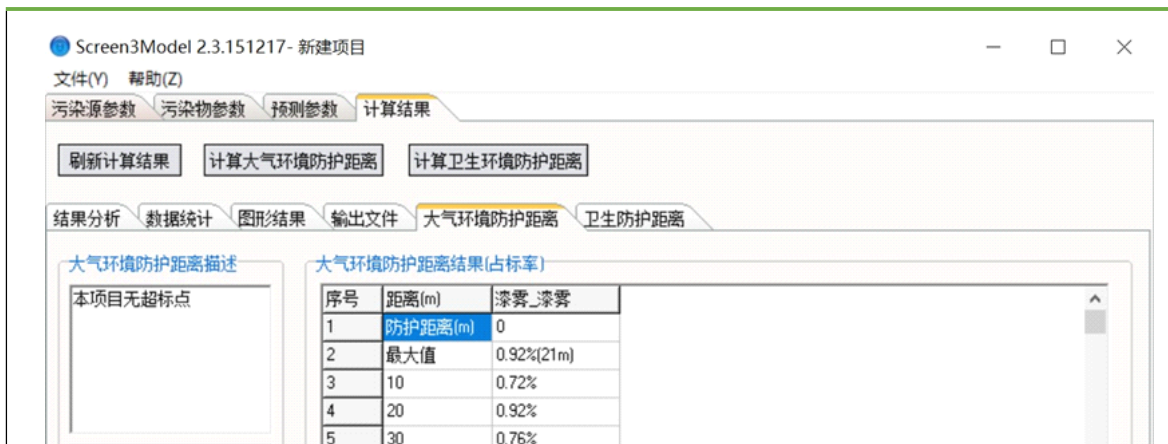 Screen3Model 2.3.151217- 新建项目
文件(Y) 帮助(Z)
污染源参数 污染物参数 预测参数 计算结果
刷新计算结果 计算大气环境防护距离 计算卫生环境防护距离
结果分析 数据统计 图形结果 输出文件 大气环境防护距离 卫生防护距离
大气环境防护距离描述 大气环境防护距离结果(占标率)
本项目无超标点
序号 距离(m) 漆雾_漆雾
1 防护距离(m) 0
2 最大值 0.92%(21m)
3 10 0.72%
4 20 0.92%
5 30 0.76%